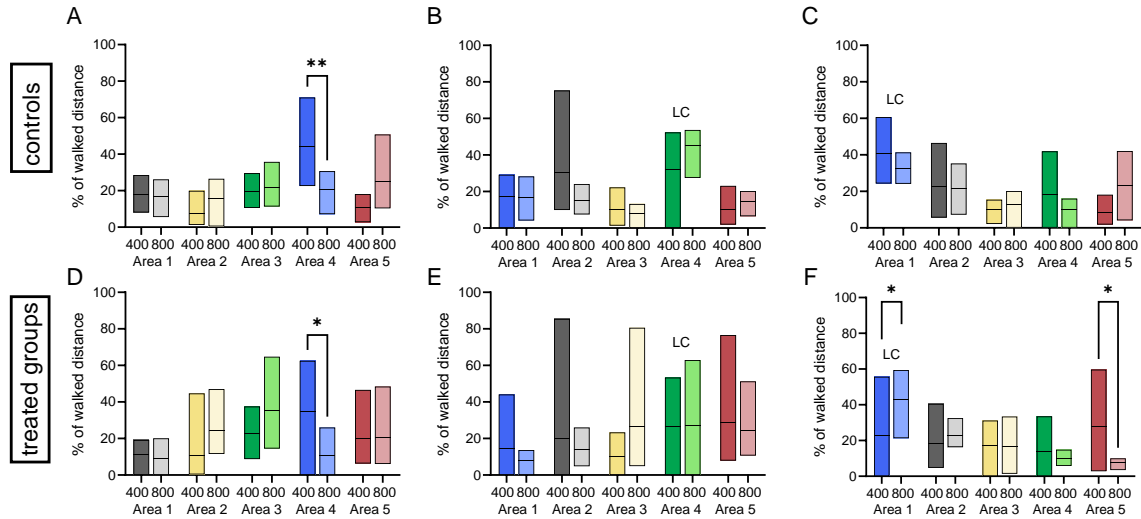 A
B
C
controls
% of walked distance
100
80
60
40
20
0
**
400 800 400 800 400 800 400 800 400 800
Area 1 Area 2 Area 3 Area 4 Area 5
% of walked distance
100
80
60
40
20
0
LC
400 800 400 800 400 800 400 800 400 800
Area 1 Area 2 Area 3 Area 4 Area 5
% of walked distance
100
80
60
40
20
0
LC
400 800 400 800 400 800 400 800 400 800
Area 1 Area 2 Area 3 Area 4 Area 5
D
E
F
treated groups
% of walked distance
100
80
60
40
20
0
*
400 800 400 800 400 800 400 800 400 800
Area 1 Area 2 Area 3 Area 4 Area 5
% of walked distance
100
80
60
40
20
0
LC
400 800 400 800 400 800 400 800 400 800
Area 1 Area 2 Area 3 Area 4 Area 5
% of walked distance
100
80
60
40
20
0
*
LC
*
400 800 400 800 400 800 400 800 400 800
Area 1 Area 2 Area 3 Area 4 Area 5